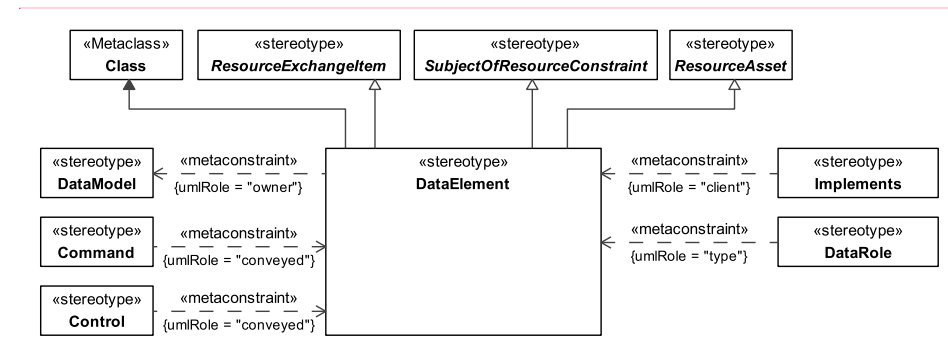 «Metaclass»
Class
«stereotype»
ResourceExchangeItem
«stereotype»
SubjectOfResourceConstraint
«stereotype»
ResourceAsset
«stereotype»
DataModel
«metaconstraint»
{umlRole = "owner"}
«stereotype»
DataElement
«metaconstraint»
{umlRole = "client"}
«stereotype»
Implements
«stereotype»
Command
«metaconstraint»
{umlRole = "conveyed"}
«metaconstraint»
{umlRole = "type"}
«stereotype»
DataRole
«stereotype»
Control
«metaconstraint»
{umlRole = "conveyed"}